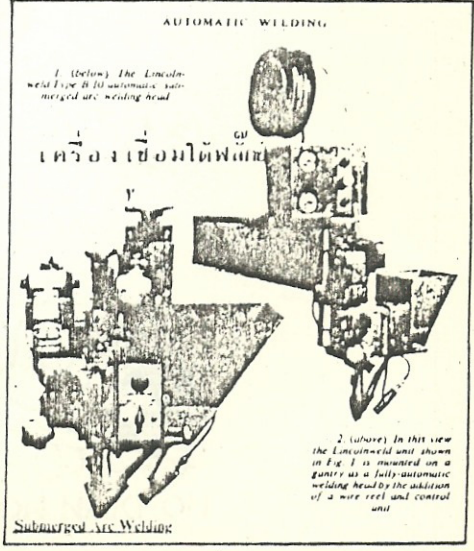 AUTOMATIC WELDING
1. (below) The Lincoln-
weld Type B 10 automatic sub-
merged arc welding head
เครื่องเชื่อมใต้ฟลักซ์
2. (above) In this view
the Lincolnweld unit shown
in Fig. 1 is mounted on a
gantry as a fully-automatic
welding head by the addition
of a wire reel and control
unit
Submerged Arc Welding